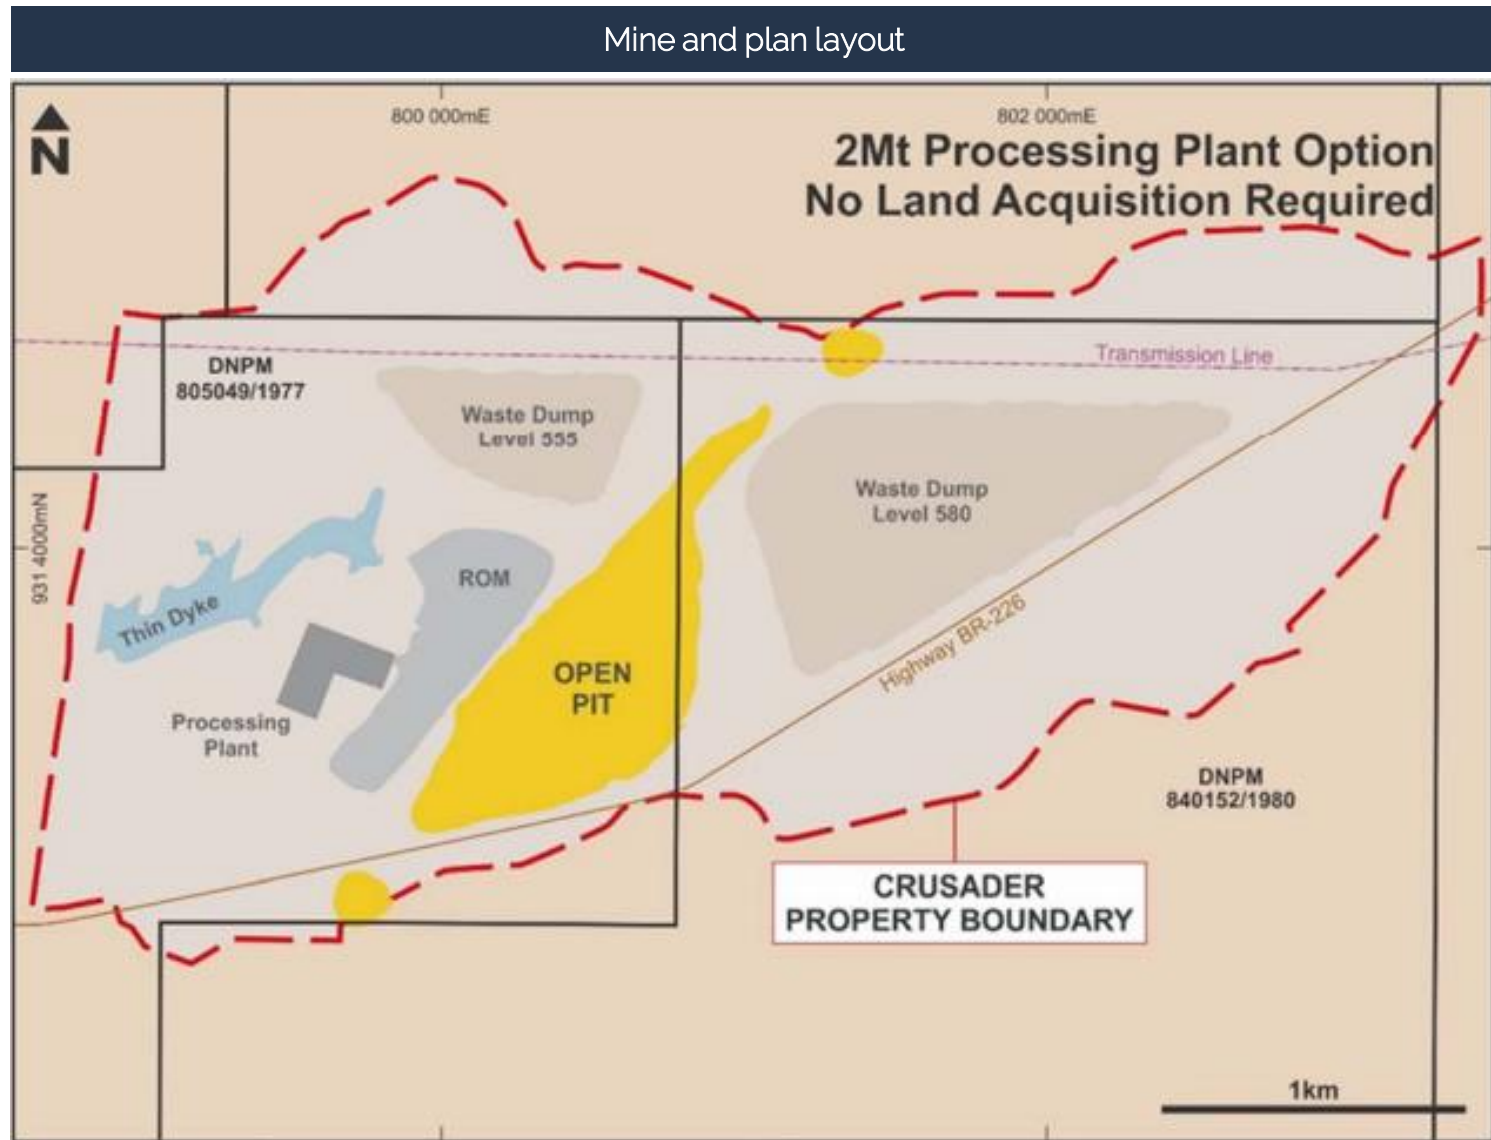 Mine and plan layout
N
800 000mE
802 000mE
2Mt Processing Plant Option
No Land Acquisition Required
DNPM
805049/1977
Transmission Line
Waste Dump
Level 555
Waste Dump
Level 580
931 4000mN
Thin Dyke
ROM
OPEN
PIT
Highway BR-226
Processing
Plant
DNPM
840152/1980
CRUSADER
PROPERTY BOUNDARY
1km